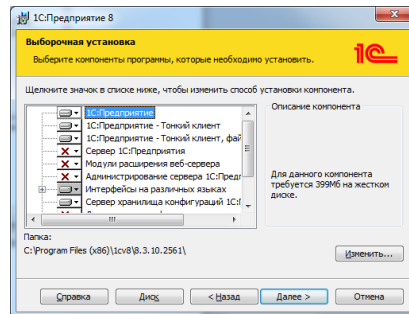 1С:Предприятие 8
Выборочная установка
Выберите компоненты программы, которые необходимо установить.
1С
Щелкните значок в списке ниже, чтобы изменить способ установки компонента.
1С:Предприятие
1С:Предприятие - Тонкий клиент
1С:Предприятие - Тонкий клиент, фай
Сервер 1С:Предприятия
Модули расширения веб-сервера
Администрирование сервера 1С:Предп
Интерфейсы на различных языках
Сервер хранилища конфигураций 1С:П
Описание компонента
Для данного компонента
требуется 399Мб на жестком
диске.
Папка:
C:\Program Files (x86)\1cv8\8.3.10.2561\
Изменить...
Справка
Диск
< Назад
Далее >
Отмена